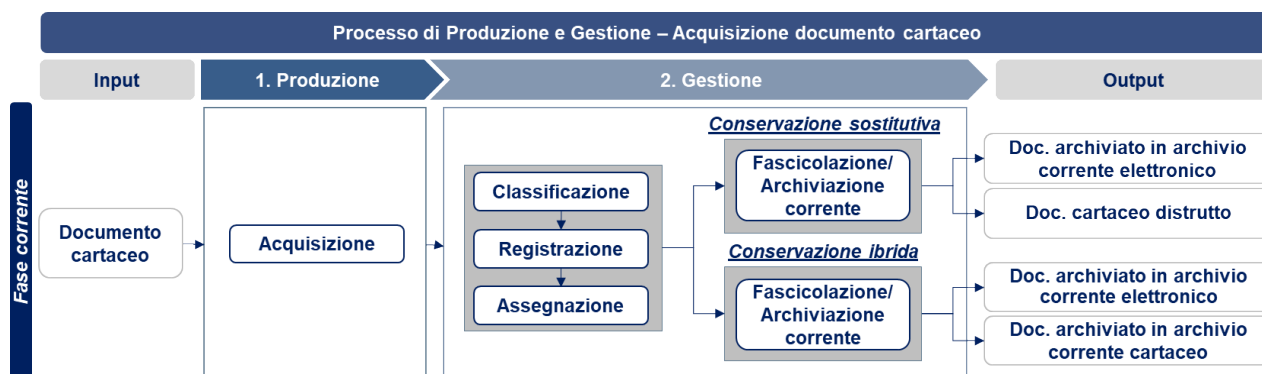 Processo di Produzione e Gestione – Acquisizione documento cartaceo
Input
1. Produzione
2. Gestione
Output
Fase corrente
Documento
cartaceo
Acquisizione
Classificazione
Registrazione
Assegnazione
Conservazione sostitutiva
Fascicolazione/
Archiviazione
corrente
Conservazione ibrida
Fascicolazione/
Archiviazione
corrente
Doc. archiviato in archivio
corrente elettronico
Doc. cartaceo distrutto
Doc. archiviato in archivio
corrente elettronico
Doc. archiviato in archivio
corrente cartaceo